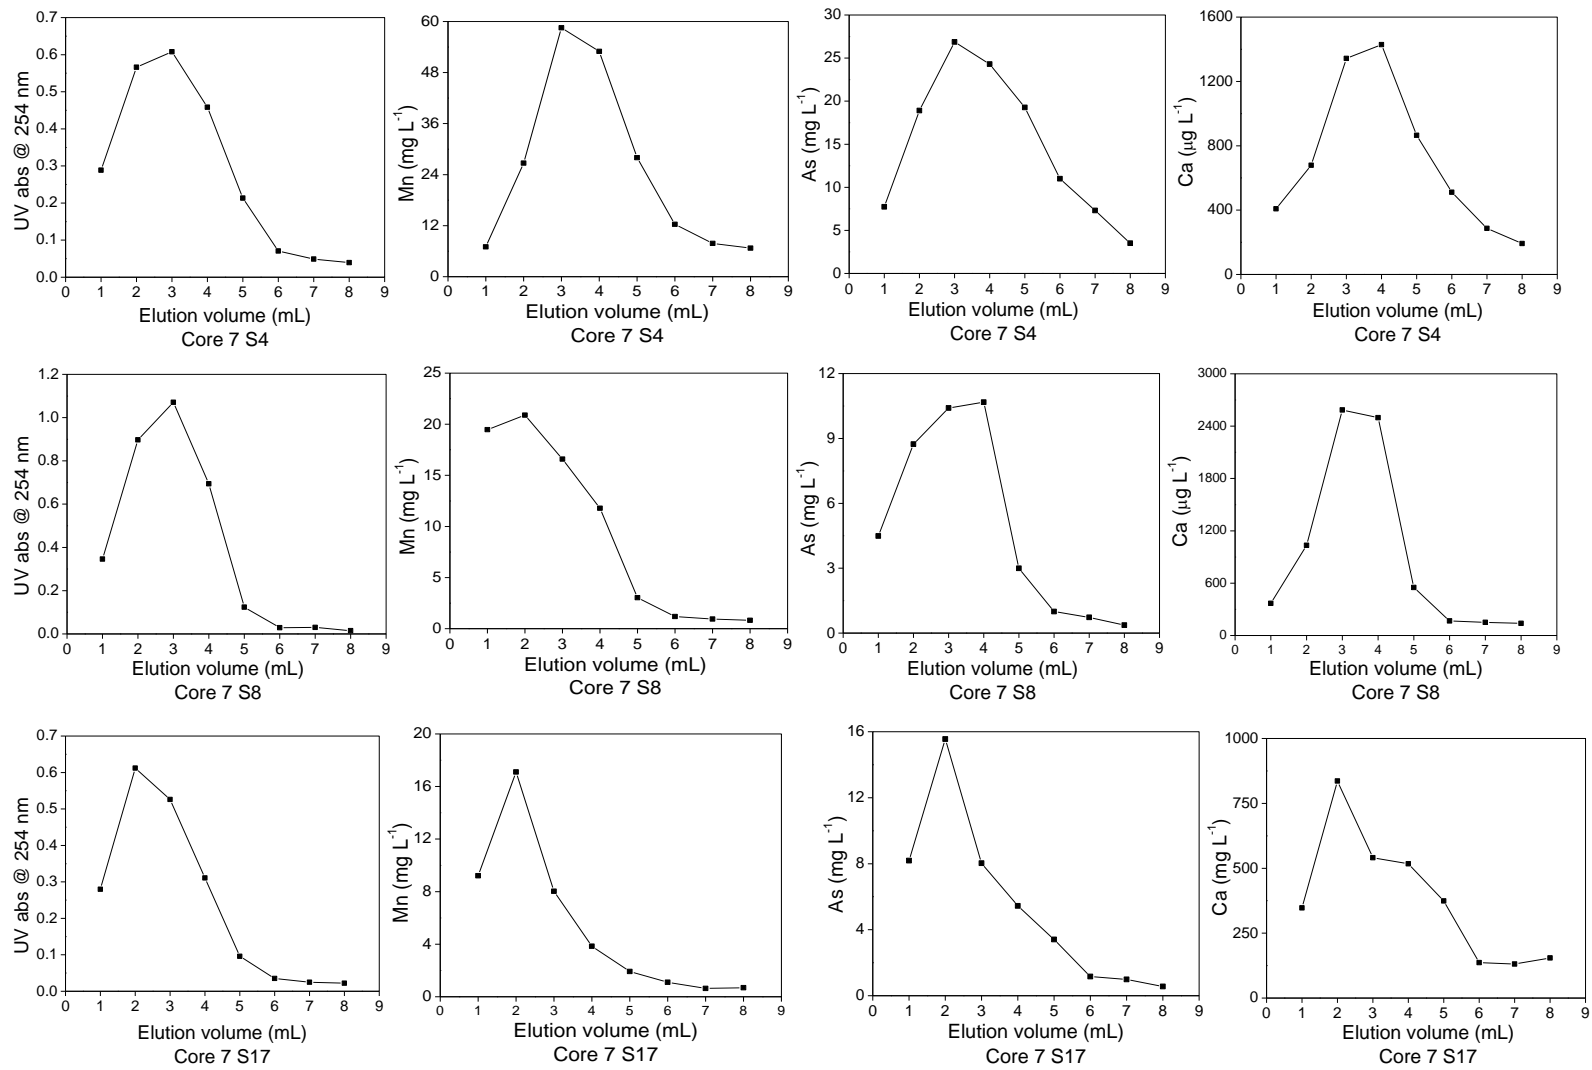 0.7
0.6
0.5
0.4
0.3
0.2
0.1
0.0
UV abs @ 254 nm
0 1 2 3 4 5 6 7 8 9
Elution volume (mL)
Core 7 S4
60
48
36
24
12
0
Mn (mg L-1)
0 1 2 3 4 5 6 7 8 9
Elution volume (mL)
Core 7 S4
30
25
20
15
10
5
0
As (mg L-1)
0 1 2 3 4 5 6 7 8 9
Elution volume (mL)
Core 7 S4
1600
1200
800
400
0
Ca (μg L-1)
0 1 2 3 4 5 6 7 8 9
Elution volume (mL)
Core 7 S4
1.2
1.0
0.8
0.6
0.4
0.2
0.0
UV abs @ 254 nm
0 1 2 3 4 5 6 7 8 9
Elution volume (mL)
Core 7 S8
25
20
15
10
5
0
Mn (mg L-1)
0 1 2 3 4 5 6 7 8 9
Elution volume (mL)
Core 7 S8
12
9
6
3
0
As (mg L-1)
0 1 2 3 4 5 6 7 8 9
Elution volume (mL)
Core 7 S8
3000
2400
1800
1200
600
0
Ca (μg L-1)
0 1 2 3 4 5 6 7 8 9
Elution volume (mL)
Core 7 S8
0.7
0.6
0.5
0.4
0.3
0.2
0.1
0.0
UV abs @ 254 nm
0 1 2 3 4 5 6 7 8 9
Elution volume (mL)
Core 7 S17
20
16
12
8
4
0
Mn (mg L-1)
0 1 2 3 4 5 6 7 8 9
Elution volume (mL)
Core 7 S17
16
12
8
4
0
As (mg L-1)
0 1 2 3 4 5 6 7 8 9
Elution volume (mL)
Core 7 S17
1000
750
500
250
0
Ca (mg L-1)
0 1 2 3 4 5 6 7 8 9
Elution volume (mL)
Core 7 S17